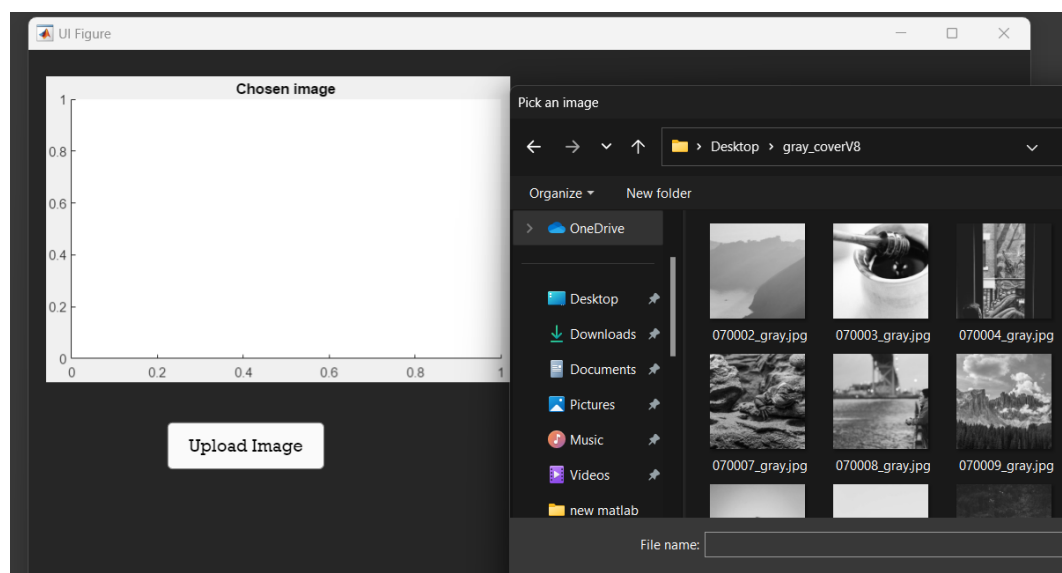 UI Figure
Chosen image
1
0.8
0.6
0.4
0.2
0
0 0.2 0.4 0.6 0.8 1
Upload Image
Pick an image
Desktop gray_coverV8
Organize New folder
OneDrive
Desktop
Downloads
Documents
Pictures
Music
Videos
new matlab
070002_gray.jpg 070003_gray.jpg 070004_gray.jpg
070007_gray.jpg 070008_gray.jpg 070009_gray.jpg
File name: